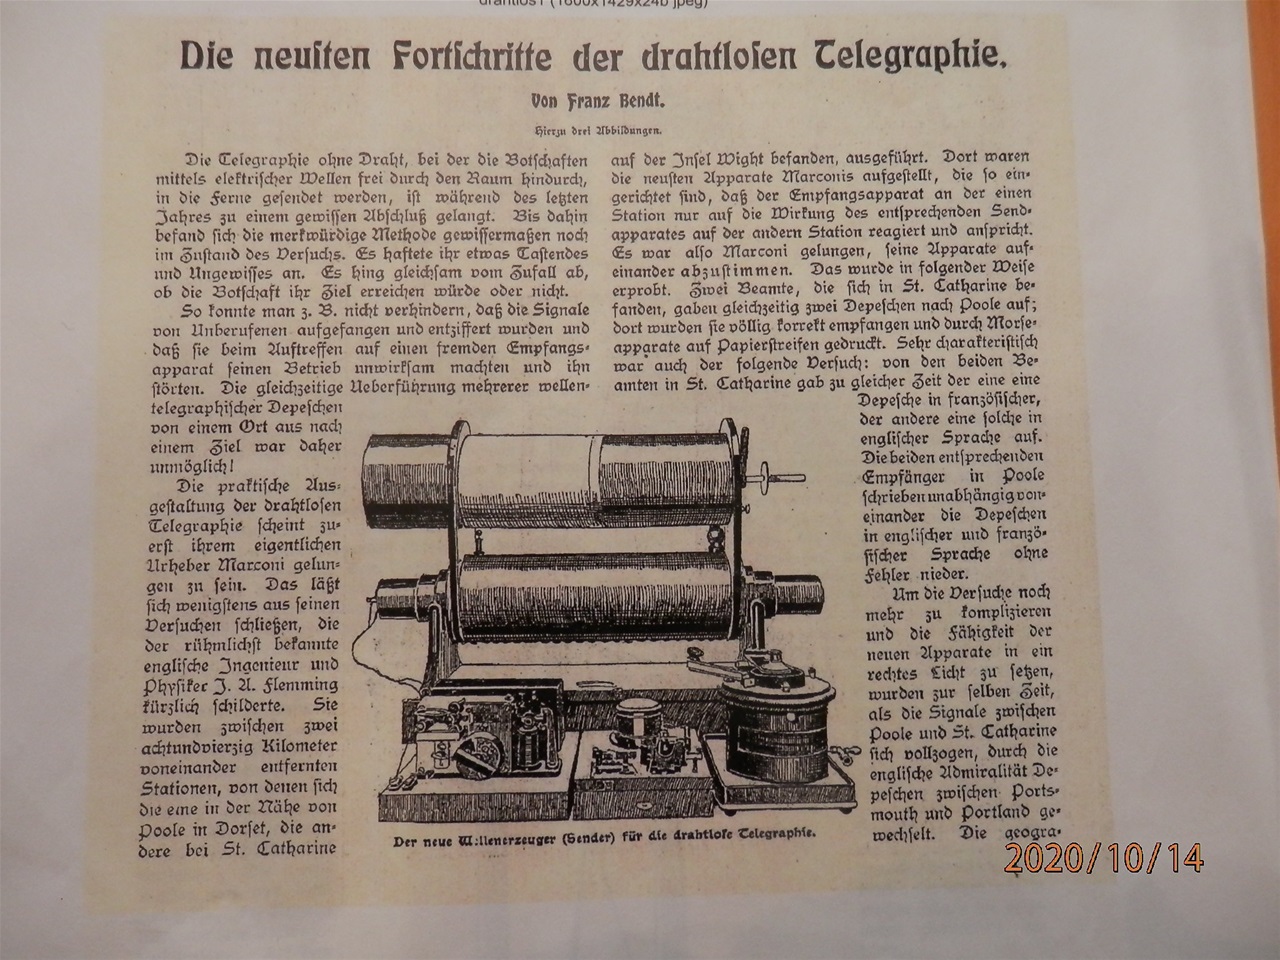 drahtlos1 (1600x1429x24b jpeg)
Die neusten Fortschritte der drahtlosen Telegraphie.
Von Franz Bendt.
Hierzu drei Abbildungen.
Die Telegraphie ohne Draht, bei der die Botschaften
mittels elektrischer Wellen frei durch den Raum hindurch,
in die Ferne gesendet werden, ist während des letzten
Jahres zu einem gewissen Abschluß gelangt. Bis dahin
befand sich die merkwürdige Methode gewissermaßen noch
im Zustand des Versuchs. Es haftete ihr etwas Tastendes
und Ungewisses an. Es hing gleichsam vom Zufall ab,
ob die Botschaft ihr Ziel erreichen würde oder nicht.
So konnte man z. B. nicht verhindern, daß die Signale
von Unberufenen aufgefangen und entziffert wurden und
daß sie beim Auftreffen auf einen fremden Empfangs-
apparat seinen Betrieb unwirksam machten und ihn
störten. Die gleichzeitige Ueberführung mehrerer wellen-
telegraphischer Depeschen
von einem Ort aus nach
einem Ziel war daher
unmöglich!
Die praktische Aus-
gestaltung der drahtlosen
Telegraphie scheint zu-
erst ihrem eigentlichen
Urheber Marconi gelun-
gen zu sein. Das läßt
sich wenigstens aus seinen
Versuchen schließen, die
der rühmlichst bekannte
englische Ingenieur und
Physiker J. A. Flemming
kürzlich schilderte. Sie
wurden zwischen zwei
achtundvierzig Kilometer
voneinander entfernten
Stationen, von denen sich
die eine in der Nähe von
Poole in Dorset, die an-
dere bei St. Catharine
auf der Insel Wight befanden, ausgeführt. Dort waren
die neusten Apparate Marconis aufgestellt, die so ein-
gerichtet sind, daß der Empfangsapparat an der einen
Station nur auf die Wirkung des entsprechenden Send-
apparates auf der andern Station reagiert und anspricht.
Es war also Marconi gelungen, seine Apparate auf-
einander abzustimmen. Das wurde in folgender Weise
erprobt. Zwei Beamte, die sich in St. Catharine be-
fanden, gaben gleichzeitig zwei Depeschen nach Poole auf;
dort wurden sie völlig korrekt empfangen und durch Morse-
apparate auf Papierstreifen gedruckt. Sehr charakteristisch
war auch der folgende Versuch: von den beiden Be-
amten in St. Catharine gab zu gleicher Zeit der eine eine
Depesche in französischer,
der andere eine solche in
englischer Sprache auf.
Die beiden entsprechenden
Empfänger in Poole
schrieben unabhängig von-
einander die Depeschen
in englischer und franzö-
sischer Sprache ohne
Fehler nieder.
Um die Versuche noch
mehr zu komplizieren
und die Fähigkeit der
neuen Apparate in ein
rechtes Licht zu setzen,
wurden zur selben Zeit,
als die Signale zwischen
Poole und St. Catharine
sich vollzogen, durch die
englische Admiralität De-
peschen zwischen Ports-
mouth und Portland ge-
wechselt. Die geogra-
Der neue Wellenerzeuger (Sender) für die drahtlose Telegraphie.
2020/10/14